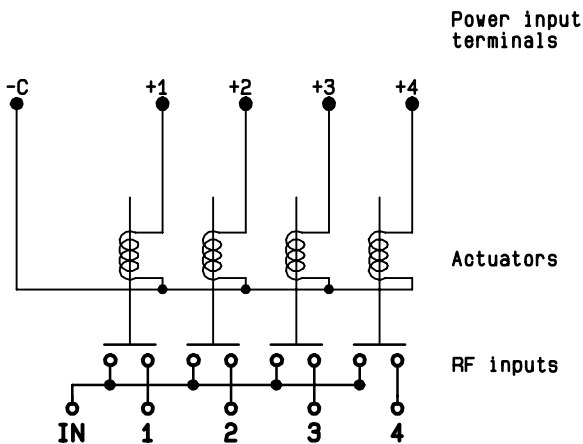 Power input
terminals
-C +1 +2 +3 +4
Actuators
RF inputs
IN 1 2 3 4